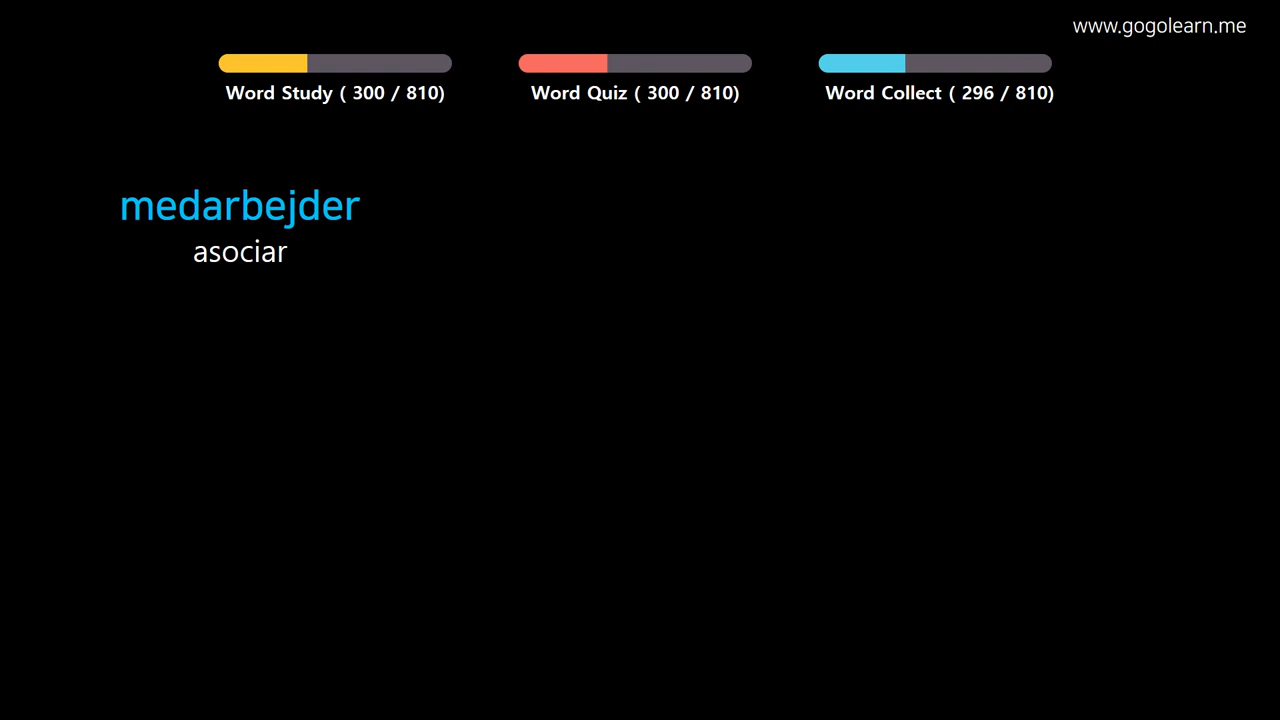 www.gogolearn.me
Word Study ( 300 / 810)
Word Quiz ( 300 / 810)
Word Collect ( 296 / 810)
medarbejder
asociar